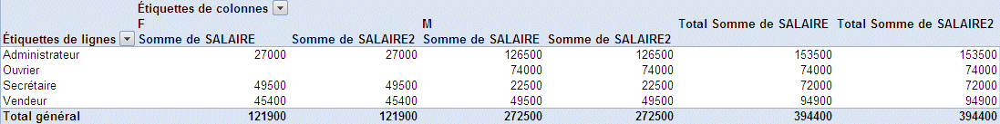 Étiquettes de colonnes
F M Total Somme de SALAIRE Total Somme de SALAIRE2
Étiquettes de lignes Somme de SALAIRE Somme de SALAIRE2 Somme de SALAIRE Somme de SALAIRE2
Administrateur 27000 27000 126500 126500 153500 153500
Ouvrier 74000 74000 74000 74000
Secrétaire 49500 49500 22500 22500 72000 72000
Vendeur 45400 45400 49500 49500 94900 94900
Total général 121900 121900 272500 272500 394400 394400